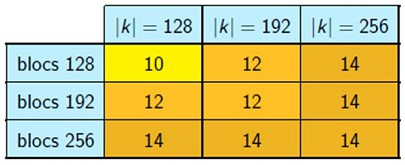 |k| = 128 |k| = 192 |k| = 256
blocs 128 10 12 14
blocs 192 12 12 14
blocs 256 14 14 14